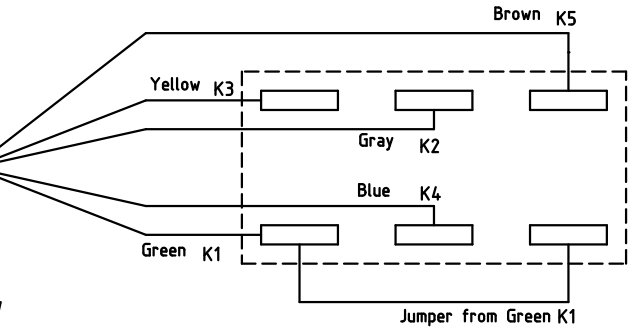 Brown K5
Yellow K3
Gray K2
Blue K4
Green K1
Jumper from Green K1